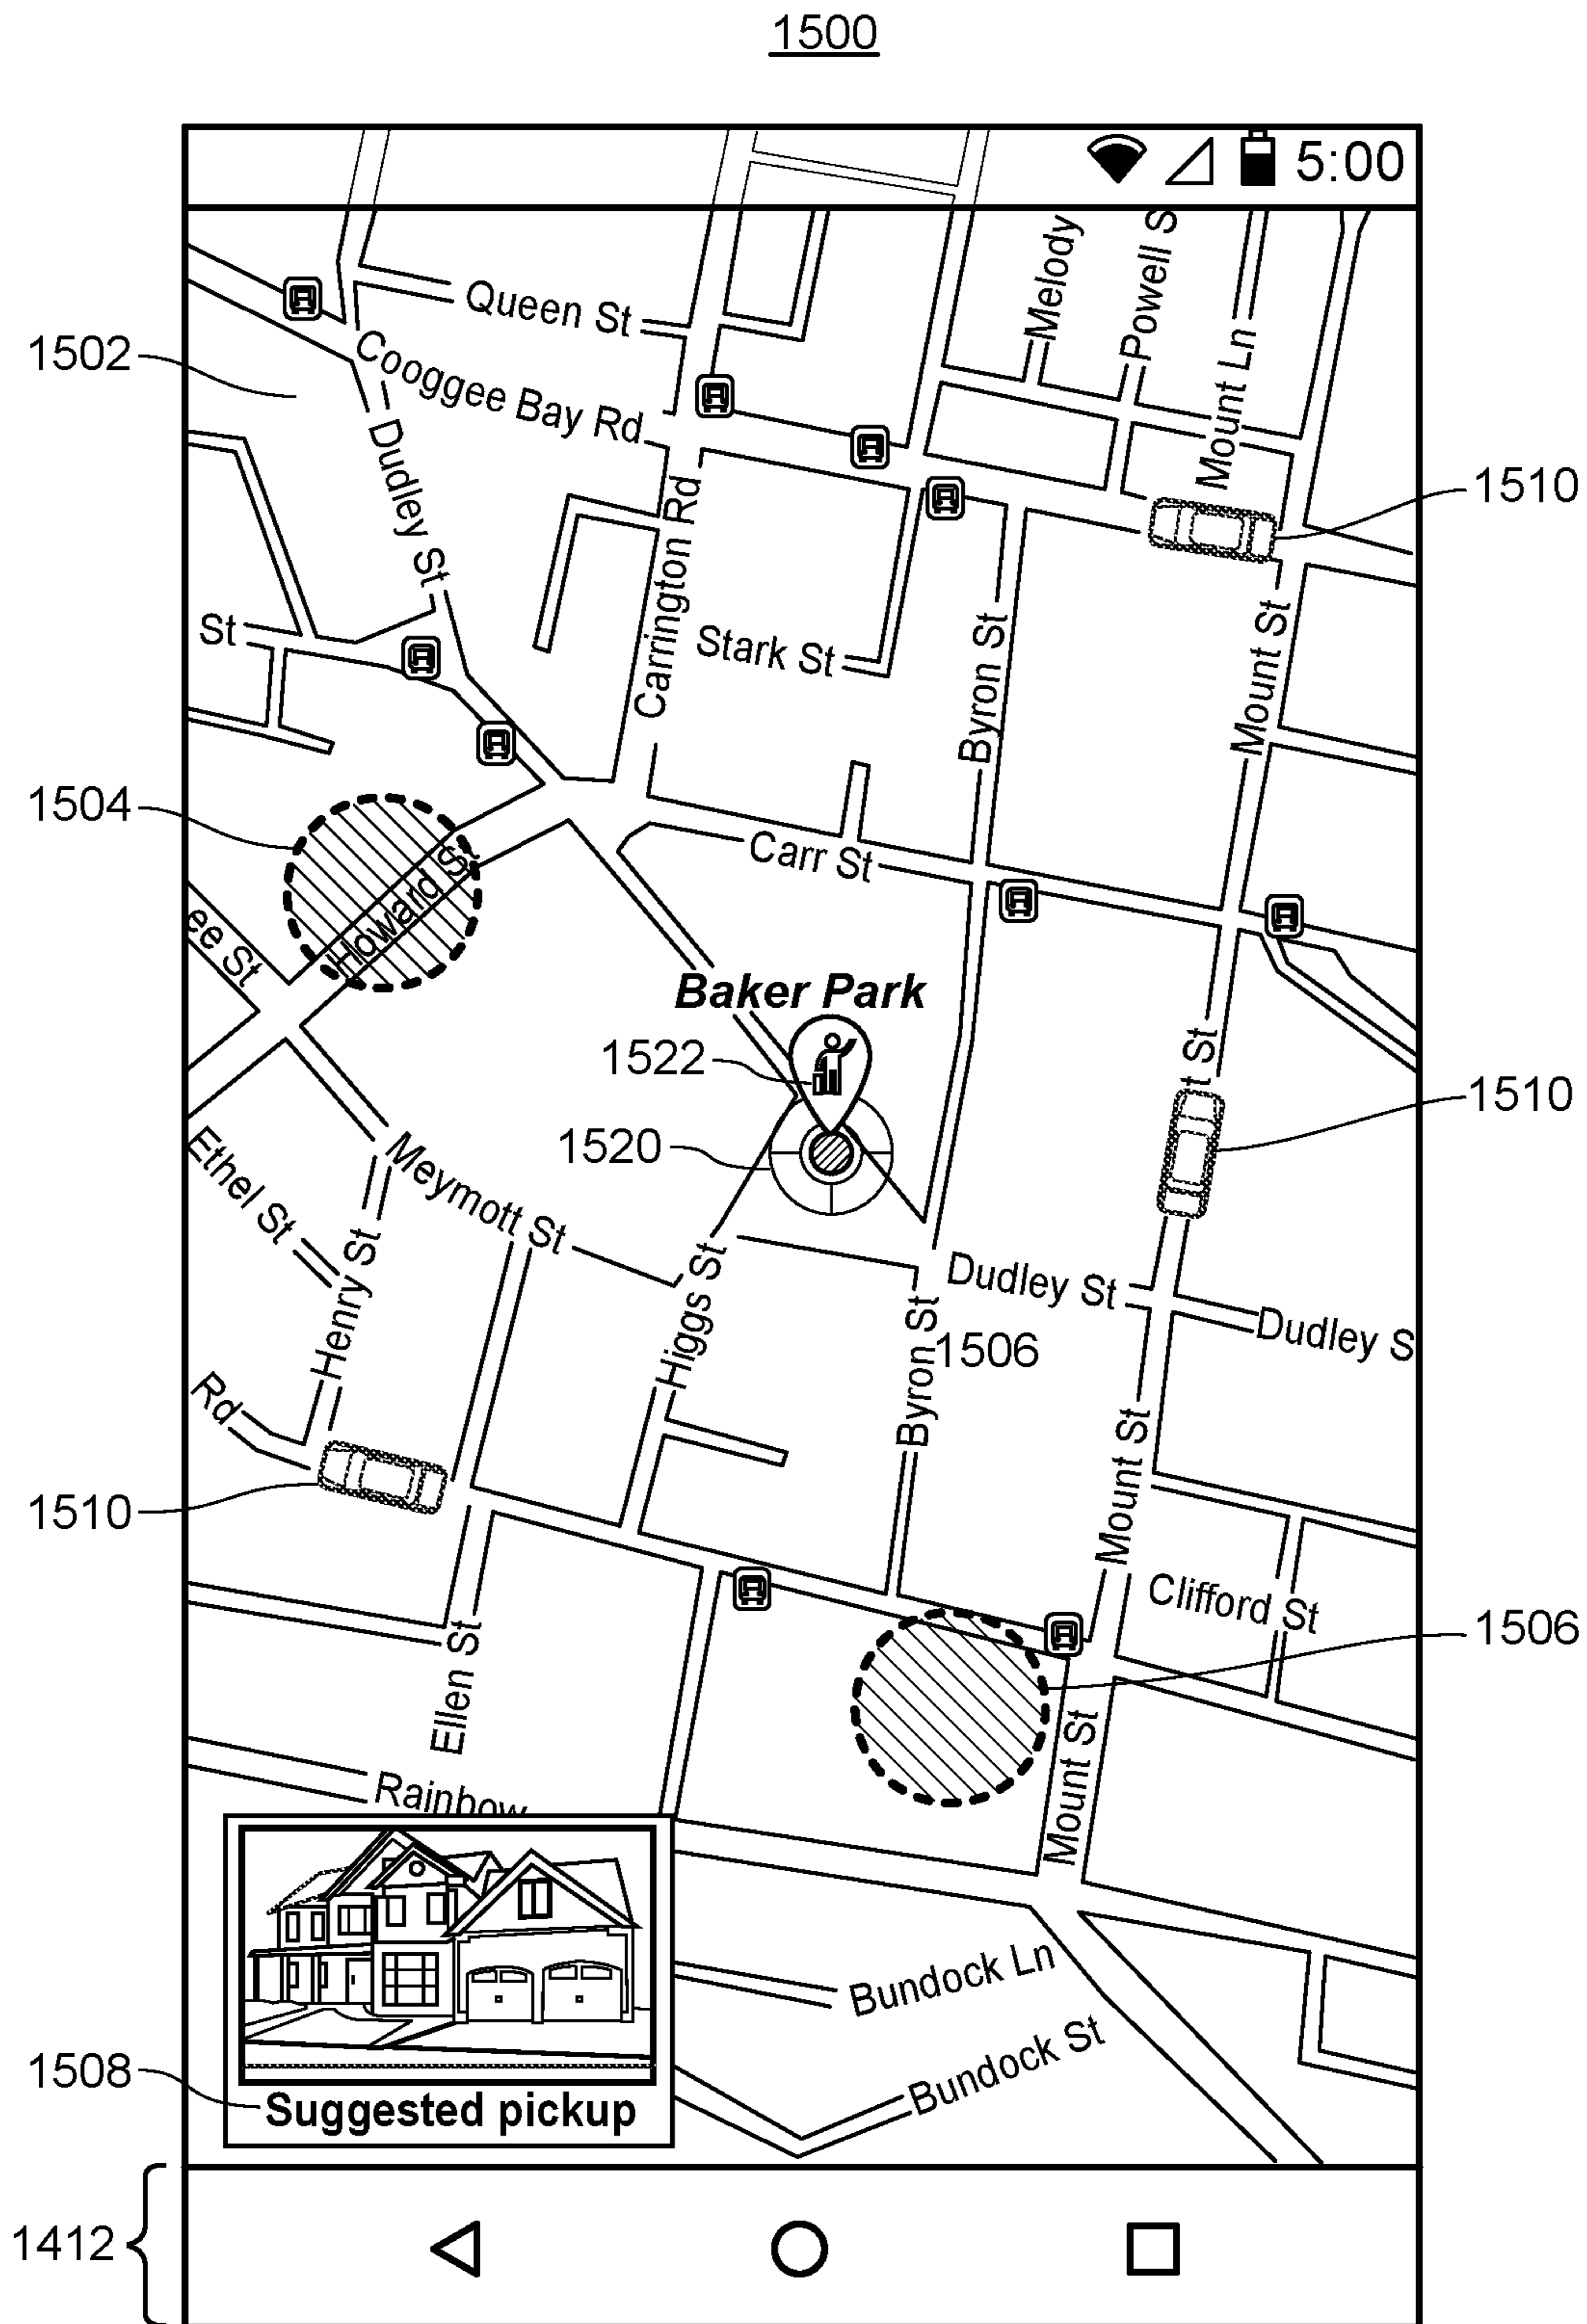 1500
5:00
Melody
Powell S
Queen St
Mount Ln
1502
Cooggee Bay Rd
Dudley St
1510
Carrington Rd
St
Stark St
Byron St
Mount St
1504
Carr St
Howard St
ee St
Baker Park
1522
t St
1510
1520
Ethel St
Meymott St
Henry St
Higgs St
Dudley St
Byron St
1506
Dudley S
Rd
Mount St
1510
Clifford St
1506
Ellen St
Mount St
Rainbow
Bundock Ln
Bundock St
1508
Suggested pickup
1412